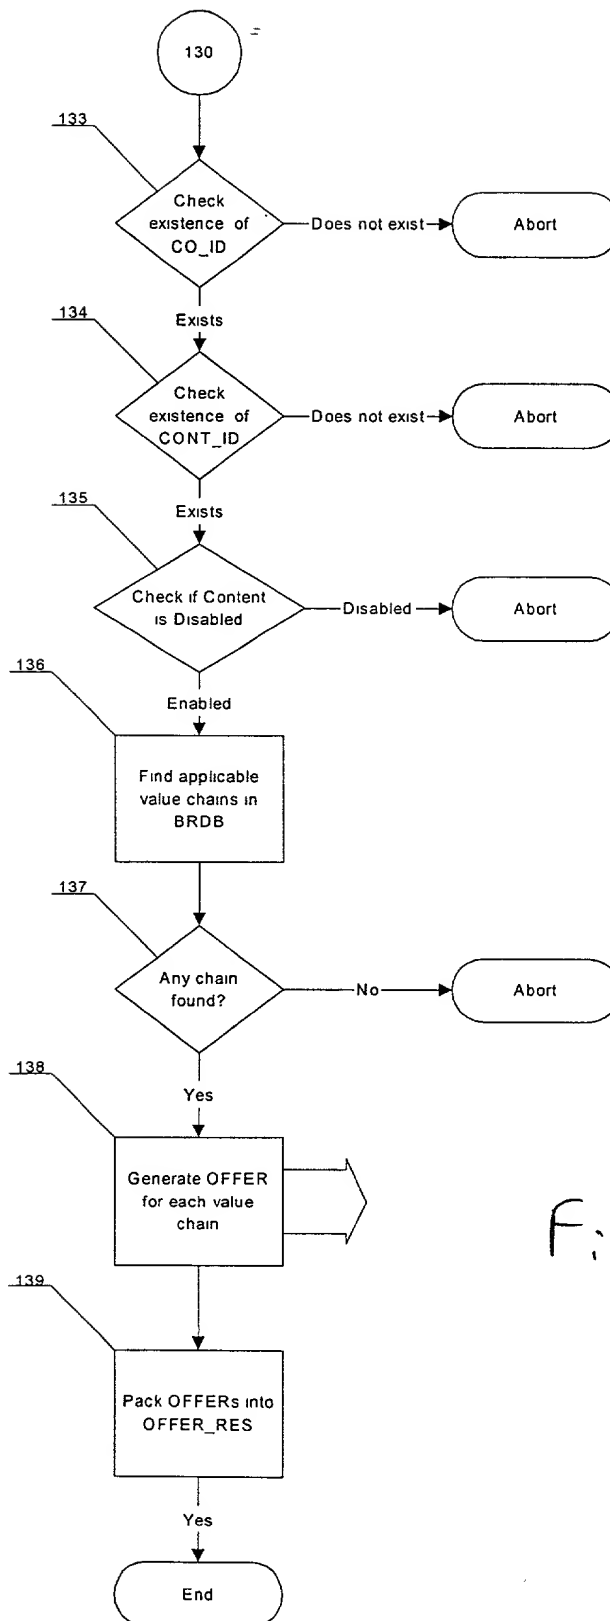 130
133
Check
existence of
CO_ID
Does not exist
Abort
Exists
134
Check
existence of
CONT_ID
Does not exist
Abort
Exists
135
Check if Content
is Disabled
Disabled
Abort
Enabled
136
Find applicable
value chains in
BRDB
137
Any chain
found?
No
Abort
Yes
138
Generate OFFER
for each value
chain
139
Pack OFFERs into
OFFER_RES
Yes
End